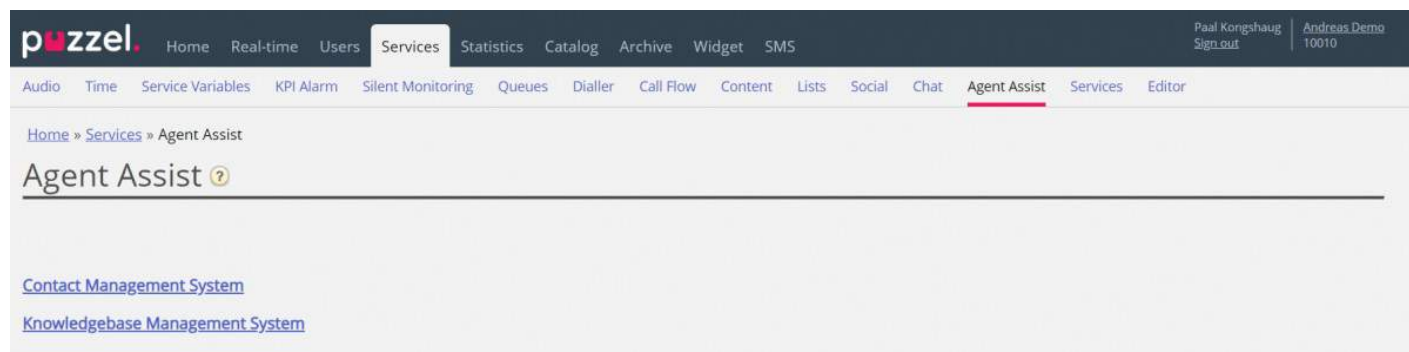 puzzel. Home Real-time Users Services Statistics Catalog Archive Widget SMS
Paal Kongshaug Andreas Demo
Sign out 10010
Audio Time Service Variables KPI Alarm Silent Monitoring Queues Dialler Call Flow Content Lists Social Chat Agent Assist Services Editor
Home » Services » Agent Assist
Agent Assist ?
Contact Management System
Knowledgebase Management System